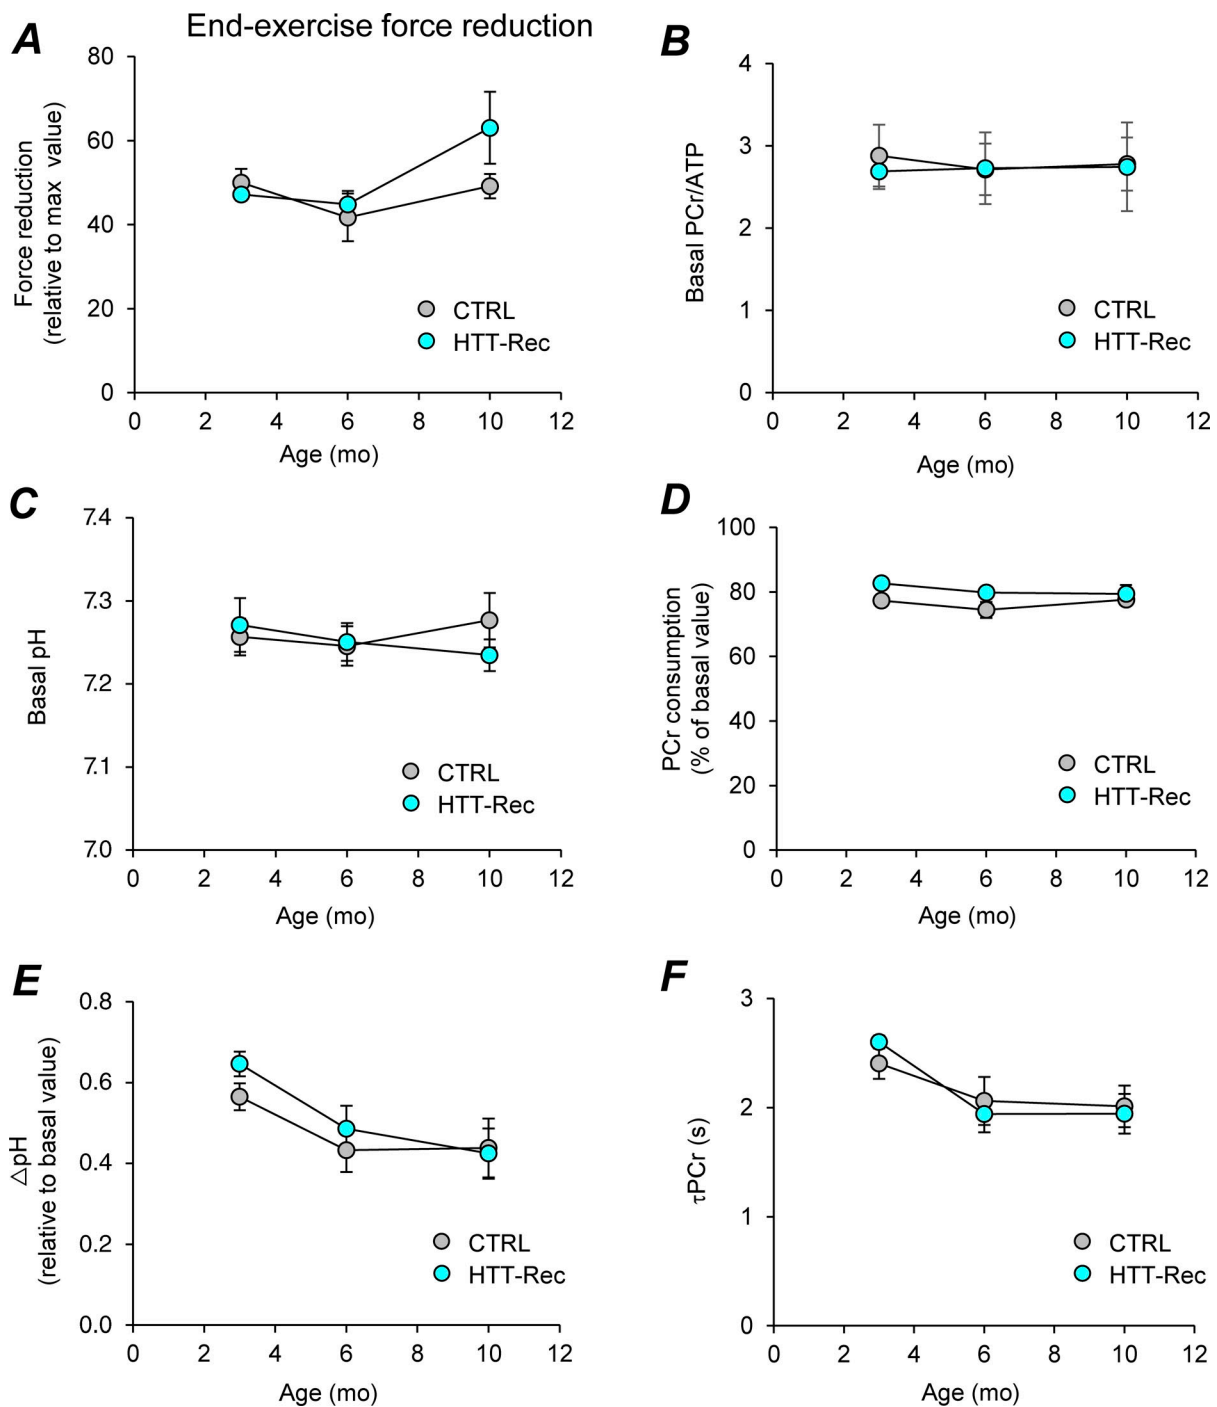 A
End-exercise force reduction
80
60
40
20
0
Force reduction
(relative to max value)
0 2 4 6 8 10 12
Age (mo)
CTRL
HTT-Rec
B
4
3
2
1
0
Basal PCr/ATP
0 2 4 6 8 10 12
Age (mo)
CTRL
HTT-Rec
C
7.4
7.3
7.2
7.1
7.0
Basal pH
0 2 4 6 8 10 12
Age (mo)
CTRL
HTT-Rec
D
100
80
60
40
20
0
PCr consumption
(% of basal value)
0 2 4 6 8 10 12
Age (mo)
CTRL
HTT-Rec
E
0.8
0.6
0.4
0.2
0.0
△pH
(relative to basal value)
0 2 4 6 8 10 12
Age (mo)
CTRL
HTT-Rec
F
3
2
1
0
τPCr (s)
0 2 4 6 8 10 12
Age (mo)
CTRL
HTT-Rec